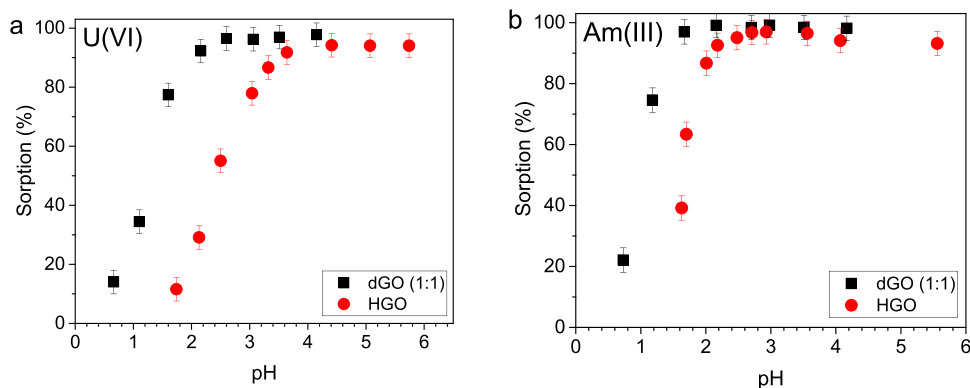 a
U(VI)
Sorption (%)
100
80
60
40
20
0
dGO (1:1)
HGO
0 1 2 3 4 5 6
pH
b
Am(III)
Sorption (%)
100
80
60
40
20
0
dGO (1:1)
HGO
0 1 2 3 4 5 6
pH